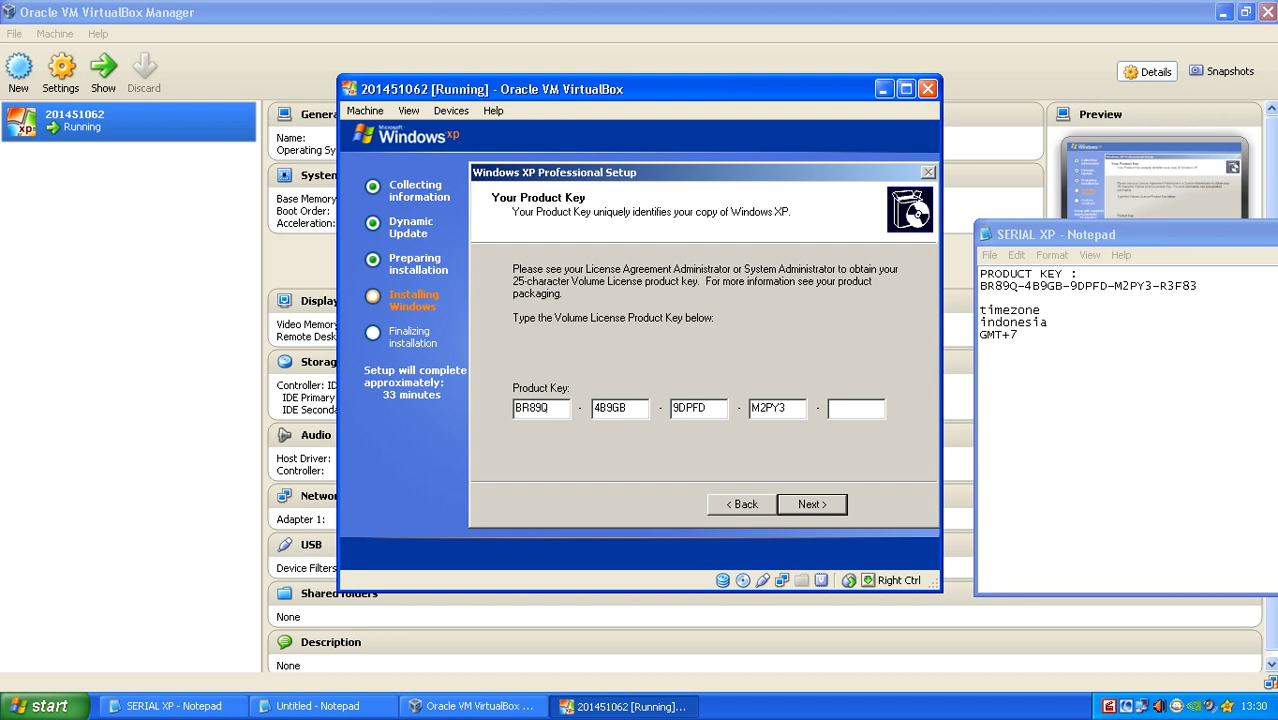 Oracle VM VirtualBox Manager
File Machine Help
New Settings Show Discard
Details Snapshots
201451062
Running
Name:
Operating Sy
Base Memory
Boot Order:
Acceleration:
Display
Video Memory
Remote Desk
Storag
IDE Primary
IDE Seconda
Audio
Host Driver:
Controller:
Netwo
Adapter 1:
USB
Device Filters
None
Description
None
Preview
201451062 [Running] - Oracle VM VirtualBox
Machine View Devices Help
Microsoft
Windows xp
Collecting
information
Dynamic
Update
Preparing
installation
Installing
Windows
Finalizing
installation
Setup will complete
approximately:
33 minutes
Windows XP Professional Setup
Your Product Key
Your Product Key uniquely identifies your copy of Windows XP.
Please see your License Agreement Administrator or System Administrator to obtain your
25-character Volume License product key. For more information see your product
packaging.
Type the Volume License Product Key below:
Product Key:
BR89Q - 4B9GB - 9DPFD - M2PY3 -
< Back Next >
Right Ctrl
SERIAL XP - Notepad
File Edit Format View Help
PRODUCT KEY :
BR89Q-4B9GB-9DPFD-M2PY3-R3F83
timezone
indonesia
GMT+7
start SERIAL XP - Notepad Untitled - Notepad Oracle VM VirtualBox ... 201451062 [Running]... 13:30